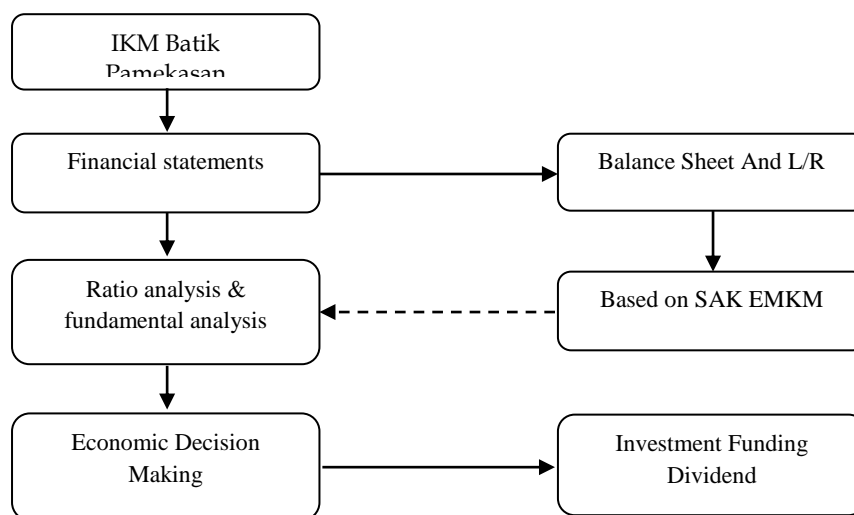 IKM Batik
Pamekasan
Financial statements
Balance Sheet And L/R
Ratio analysis &
fundamental analysis
Based on SAK EMKM
Economic Decision
Making
Investment Funding
Dividend